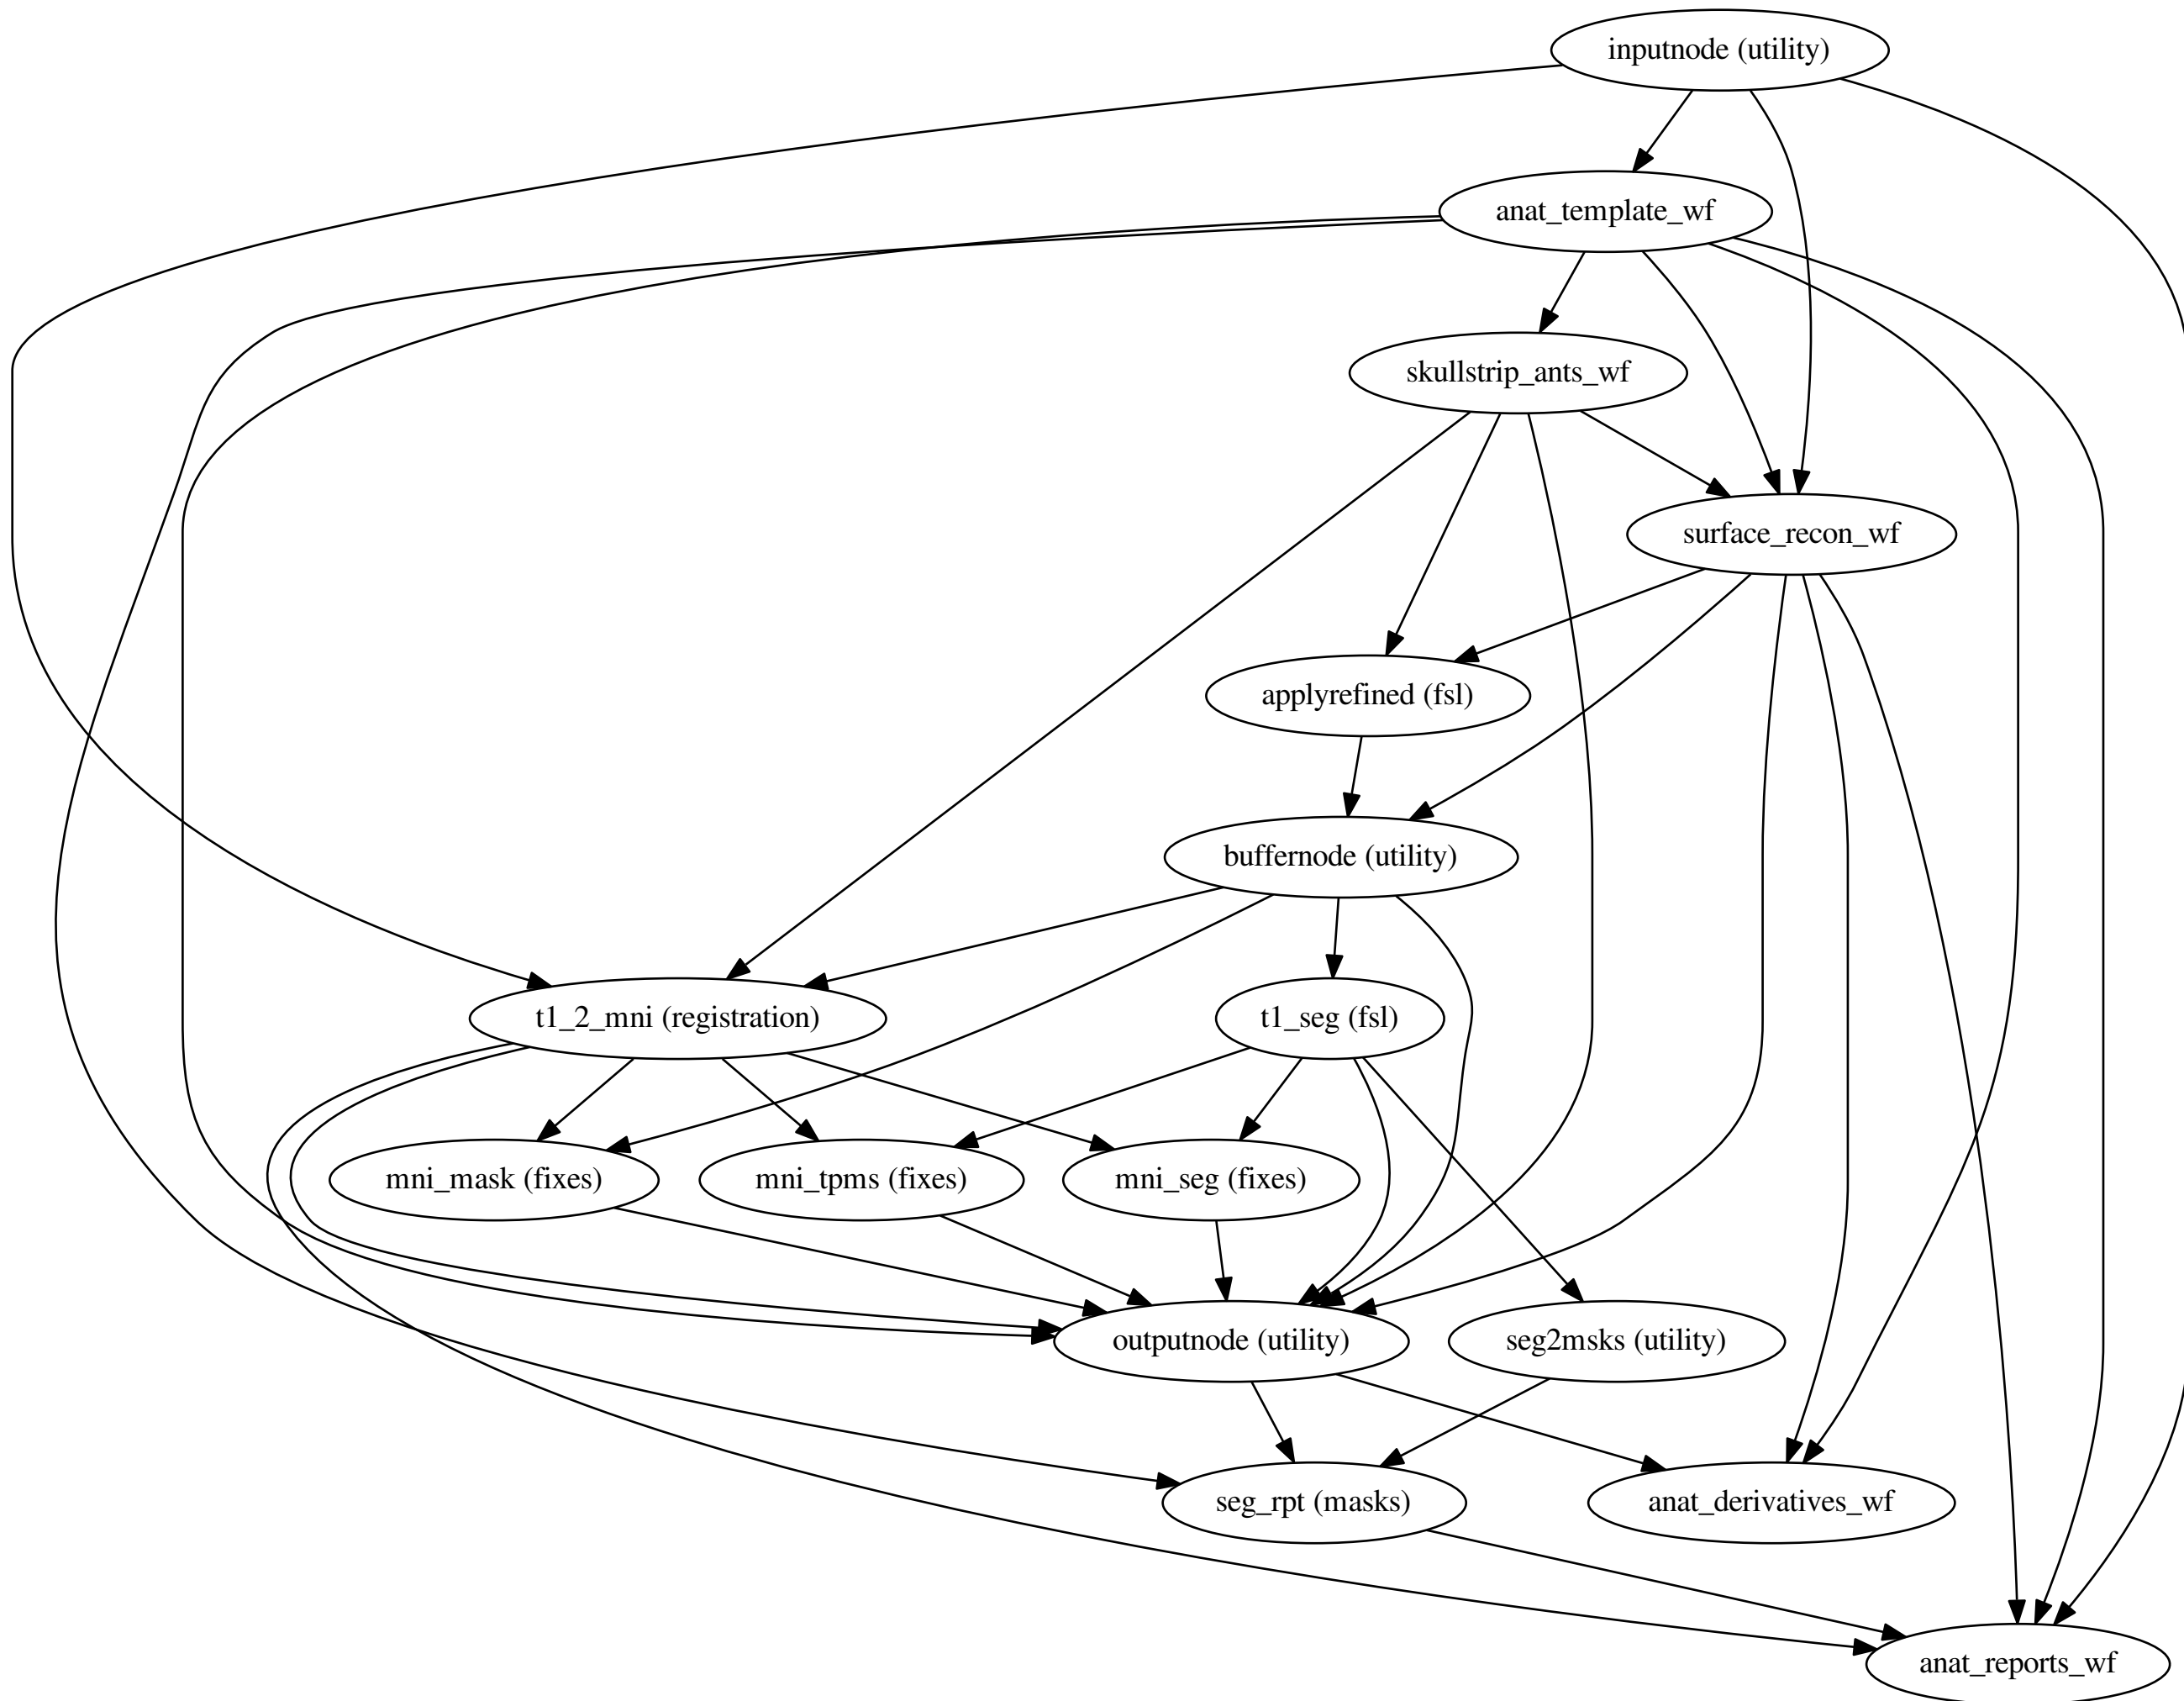 inputnode (utility)
anat_template_wf
skullstrip_ants_wf
surface_recon_wf
applyrefined (fsl)
buffernode (utility)
t1_2_mni (registration)
t1_seg (fsl)
mni_mask (fixes)
mni_tpms (fixes)
mni_seg (fixes)
outputnode (utility)
seg2msks (utility)
seg_rpt (masks)
anat_derivatives_wf
anat_reports_wf